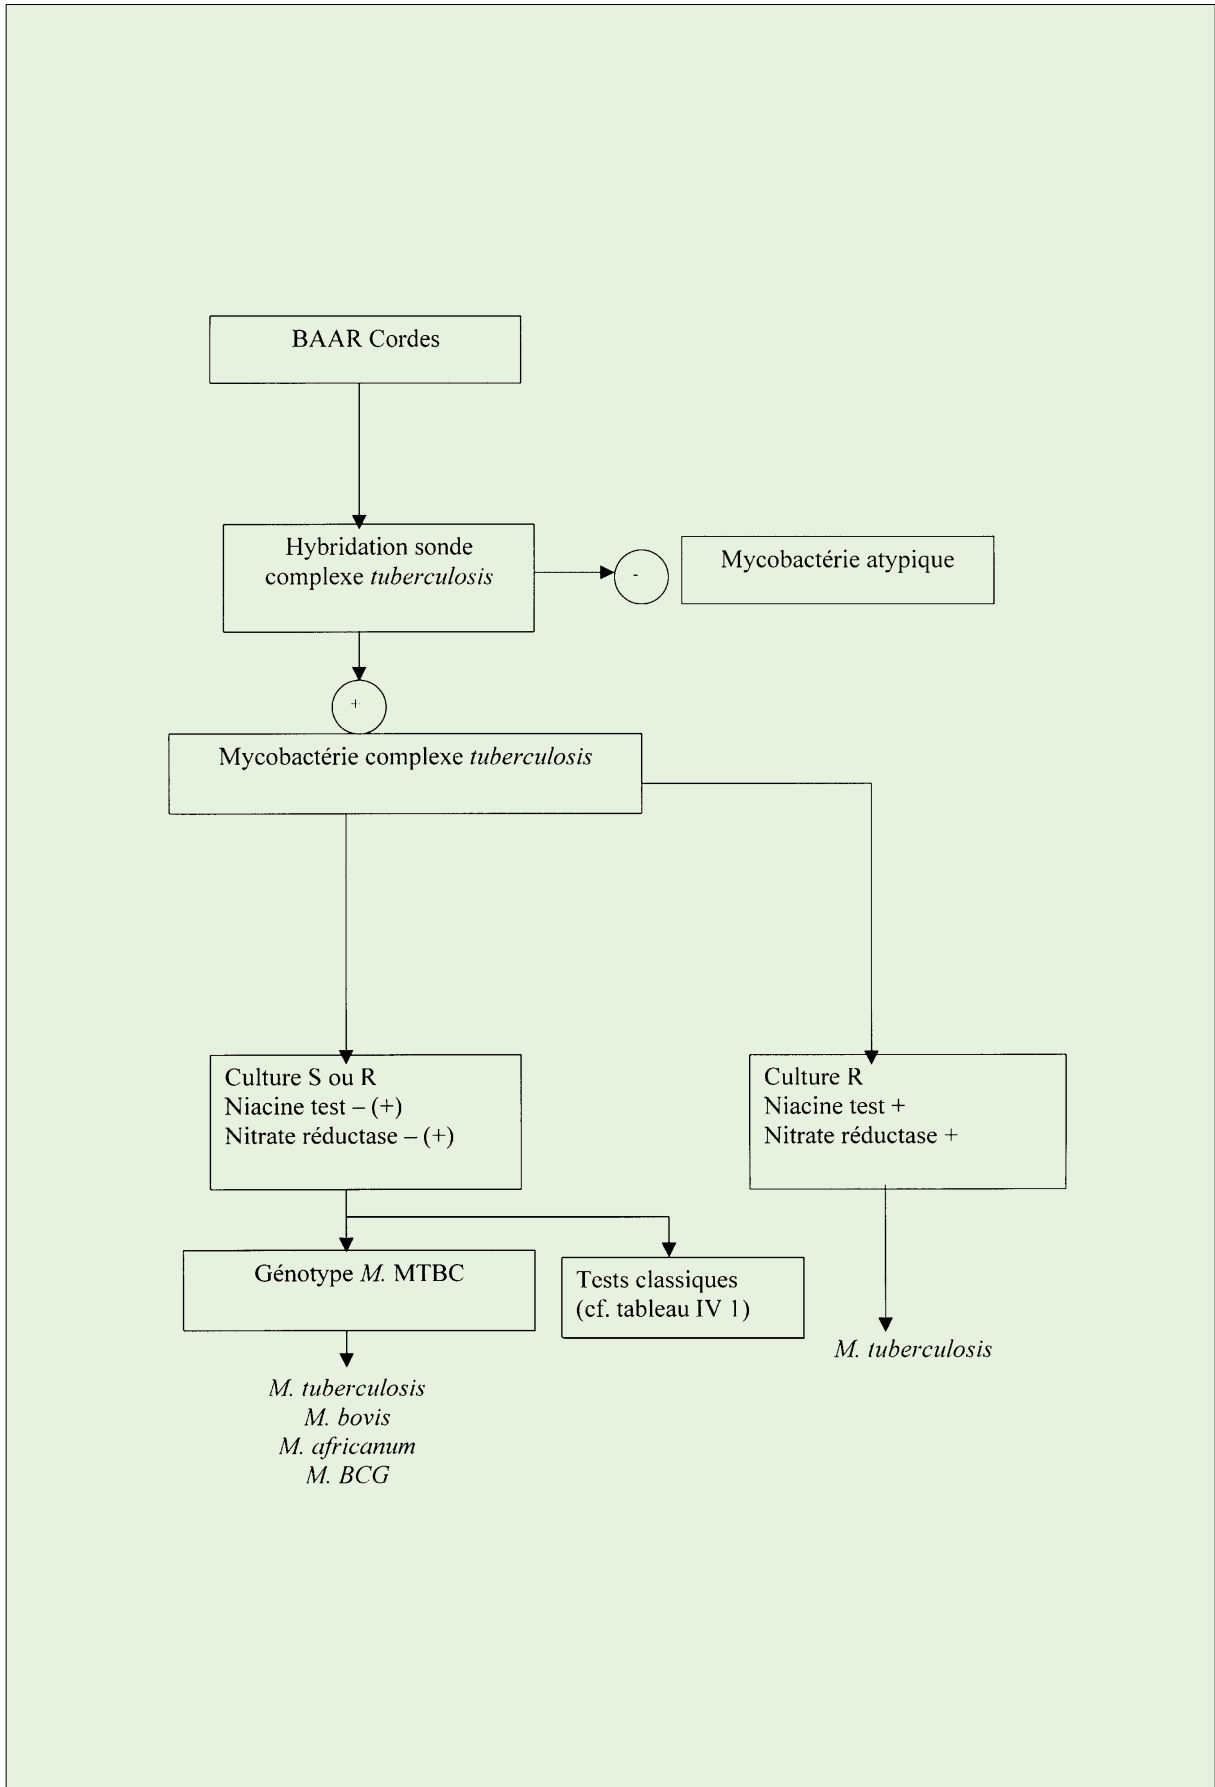 BAAR Cordes
Hybridation sonde
complexe tuberculosis
-
Mycobactérie atypique
+
Mycobactérie complexe tuberculosis
Culture S ou R
Niacine test – (+)
Nitrate réductase – (+)
Culture R
Niacine test +
Nitrate réductase +
Génotype M. MTBC
Tests classiques
(cf. tableau IV 1)
M. tuberculosis
M. tuberculosis
M. bovis
M. africanum
M. BCG